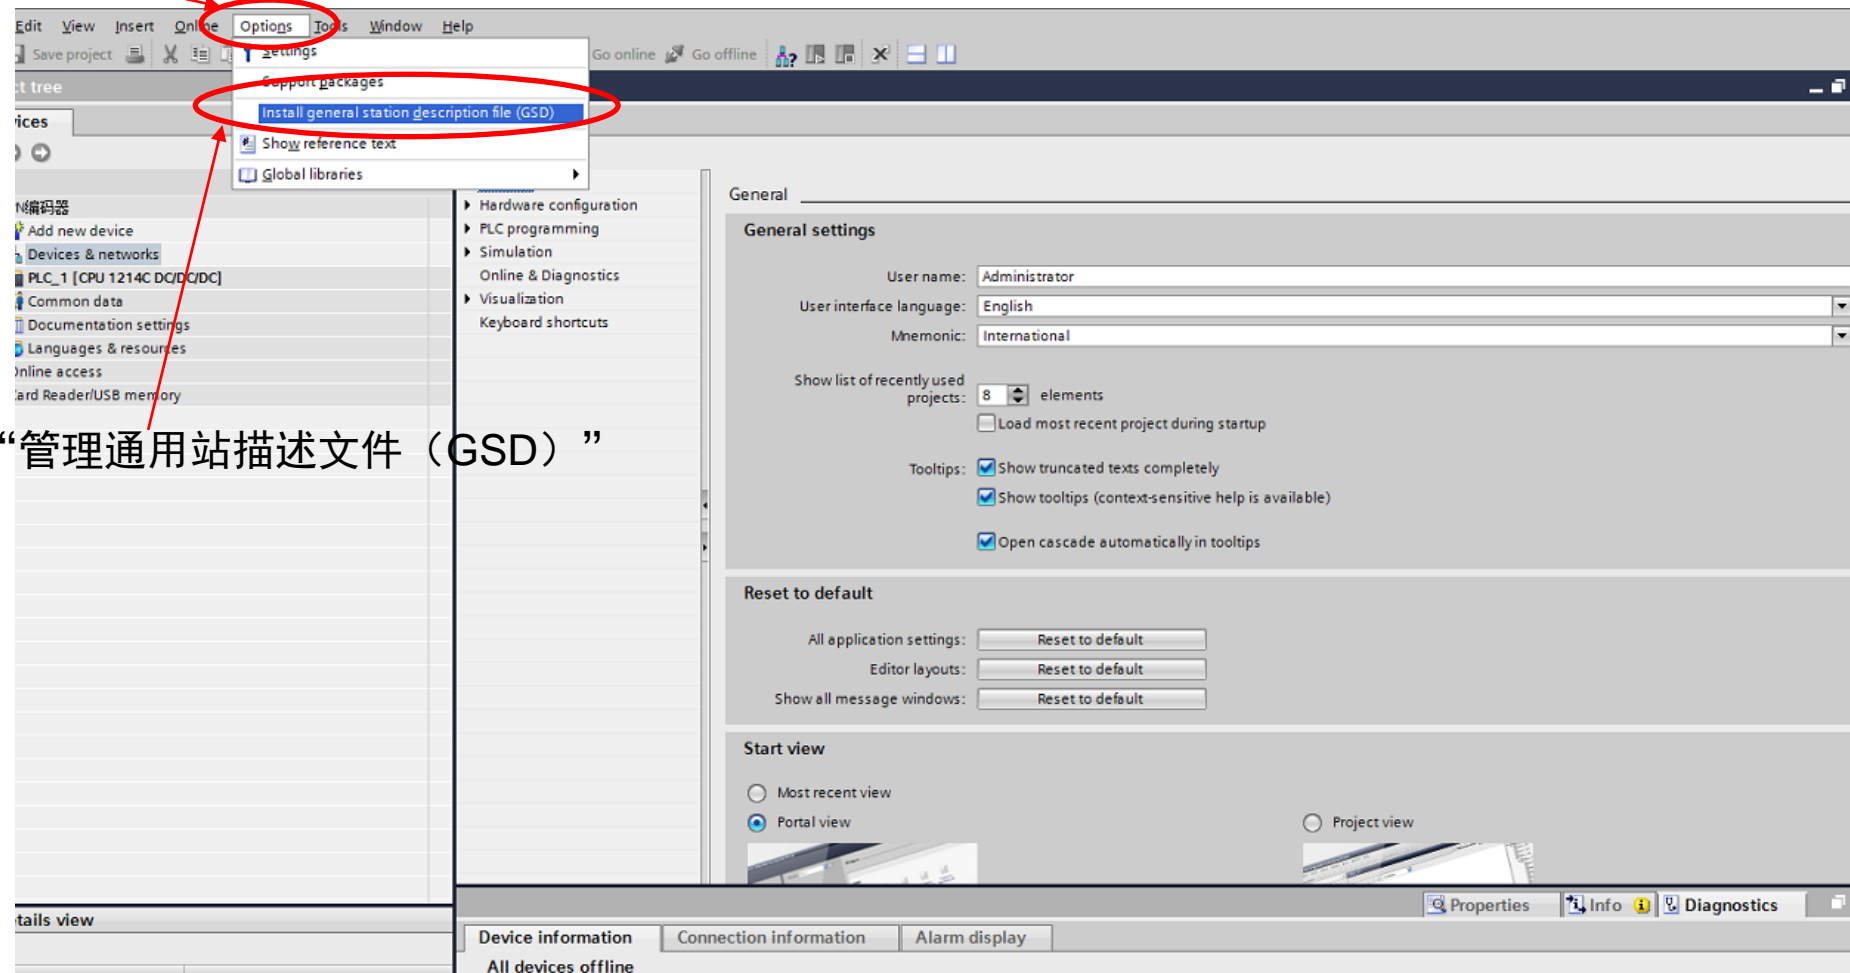 Edit View Insert Online Options Tools Window Help
Save project Go online Go offline
Settings
Support packages
Install general station description file (GSD)
Show reference text
Global libraries
ct tree
ices
N编码器
Add new device
Devices & networks
PLC_1 [CPU 1214C DC/DC/DC]
Common data
Documentation settings
Languages & resources
Online access
Card Reader/USB memory
“管理通用站描述文件（GSD）”
Hardware configuration
PLC programming
Simulation
Online & Diagnostics
Visualization
Keyboard shortcuts
General
General settings
User name: Administrator
User interface language: English
Mnemonic: International
Show list of recently used
projects: 8 elements
Load most recent project during startup
Tooltips: Show truncated texts completely
Show tooltips (context-sensitive help is available)
Open cascade automatically in tooltips
Reset to default
All application settings: Reset to default
Editor layouts: Reset to default
Show all message windows: Reset to default
Start view
Most recent view
Portal view Project view
Properties Info Diagnostics
tails view
Device information Connection information Alarm display
All devices offline